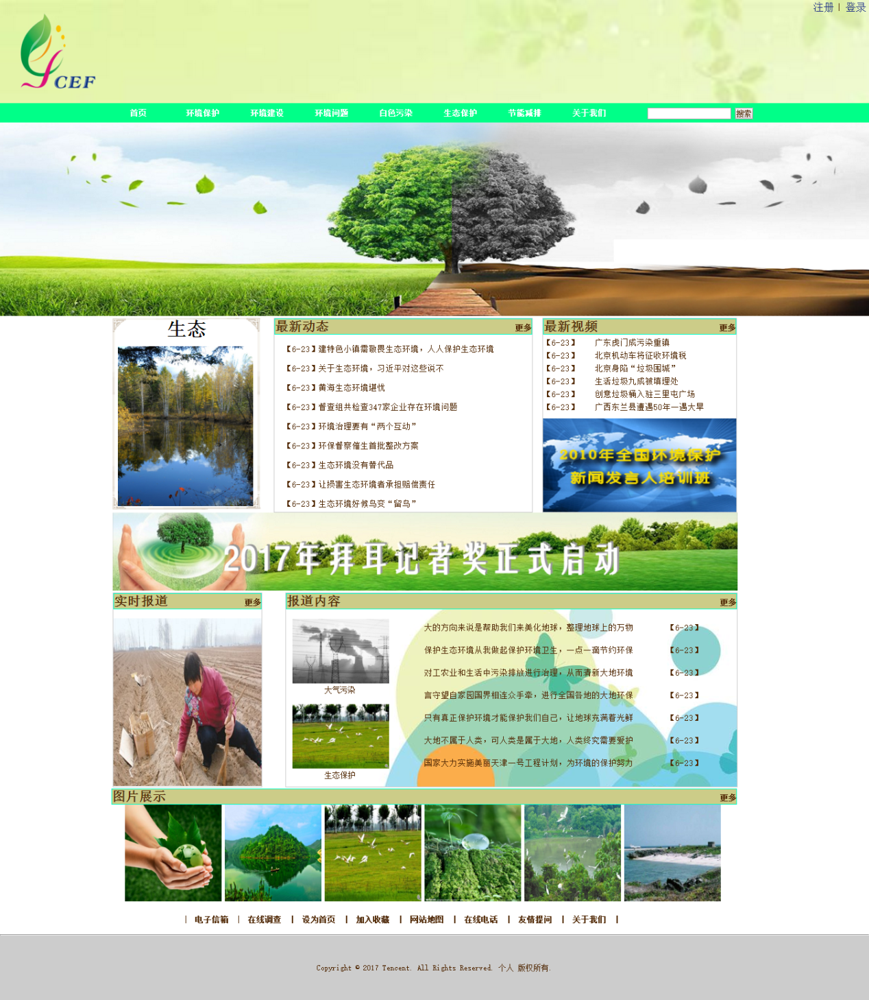 注册 | 登录
CEF
首页 环境保护 环境建设 环境问题 白色污染 生态保护 节能减排 关于我们 搜索
生态
最新动态 更多
【6-23】建特色小镇需敬畏生态环境，人人保护生态环境
【6-23】关于生态环境，习近平对这些说不
【6-23】黄海生态环境堪忧
【6-23】督查组共检查347家企业存在环境问题
【6-23】环境治理要有“两个互动”
【6-23】环保督察催生首批整改方案
【6-23】生态环境没有替代品
【6-23】让损害生态环境者承担赔偿责任
【6-23】生态环境好候鸟变“留鸟”
最新视频 更多
【6-23】 广东虎门成污染重镇
【6-23】 北京机动车将征收环境税
【6-23】 北京身陷“垃圾围城”
【6-23】 生活垃圾九成被填埋处
【6-23】 创意垃圾桶入驻三里屯广场
【6-23】 广西东兰县遭遇50年一遇大旱
2010年全国环境保护
新闻发言人培训班
2017年拜耳记者奖正式启动
实时报道 更多
报道内容 更多
大气污染
生态保护
大的方向来说是帮助我们来美化地球，整理地球上的万物 【6-23】
保护生态环境从我做起保护环境卫生，一点一滴节约环保 【6-23】
对工农业和生活中污染排放进行治理，从而清新大地环境 【6-23】
言守望自家园国界相连众手牵，进行全国各地的大地环保 【6-23】
只有真正保护环境才能保护我们自己，让地球充满着光鲜 【6-23】
大地不属于人类，可人类是属于大地，人类终究需要爱护 【6-23】
国家大力实施美丽天津一号工程计划，为环境的保护努力 【6-23】
图片展示 更多
| 电子信箱 | 在线调查 | 设为首页 | 加入收藏 | 网站地图 | 在线电话 | 友情提问 | 关于我们 |
Copyright © 2017 Tencent. All Rights Reserved. 个人 版权所有.